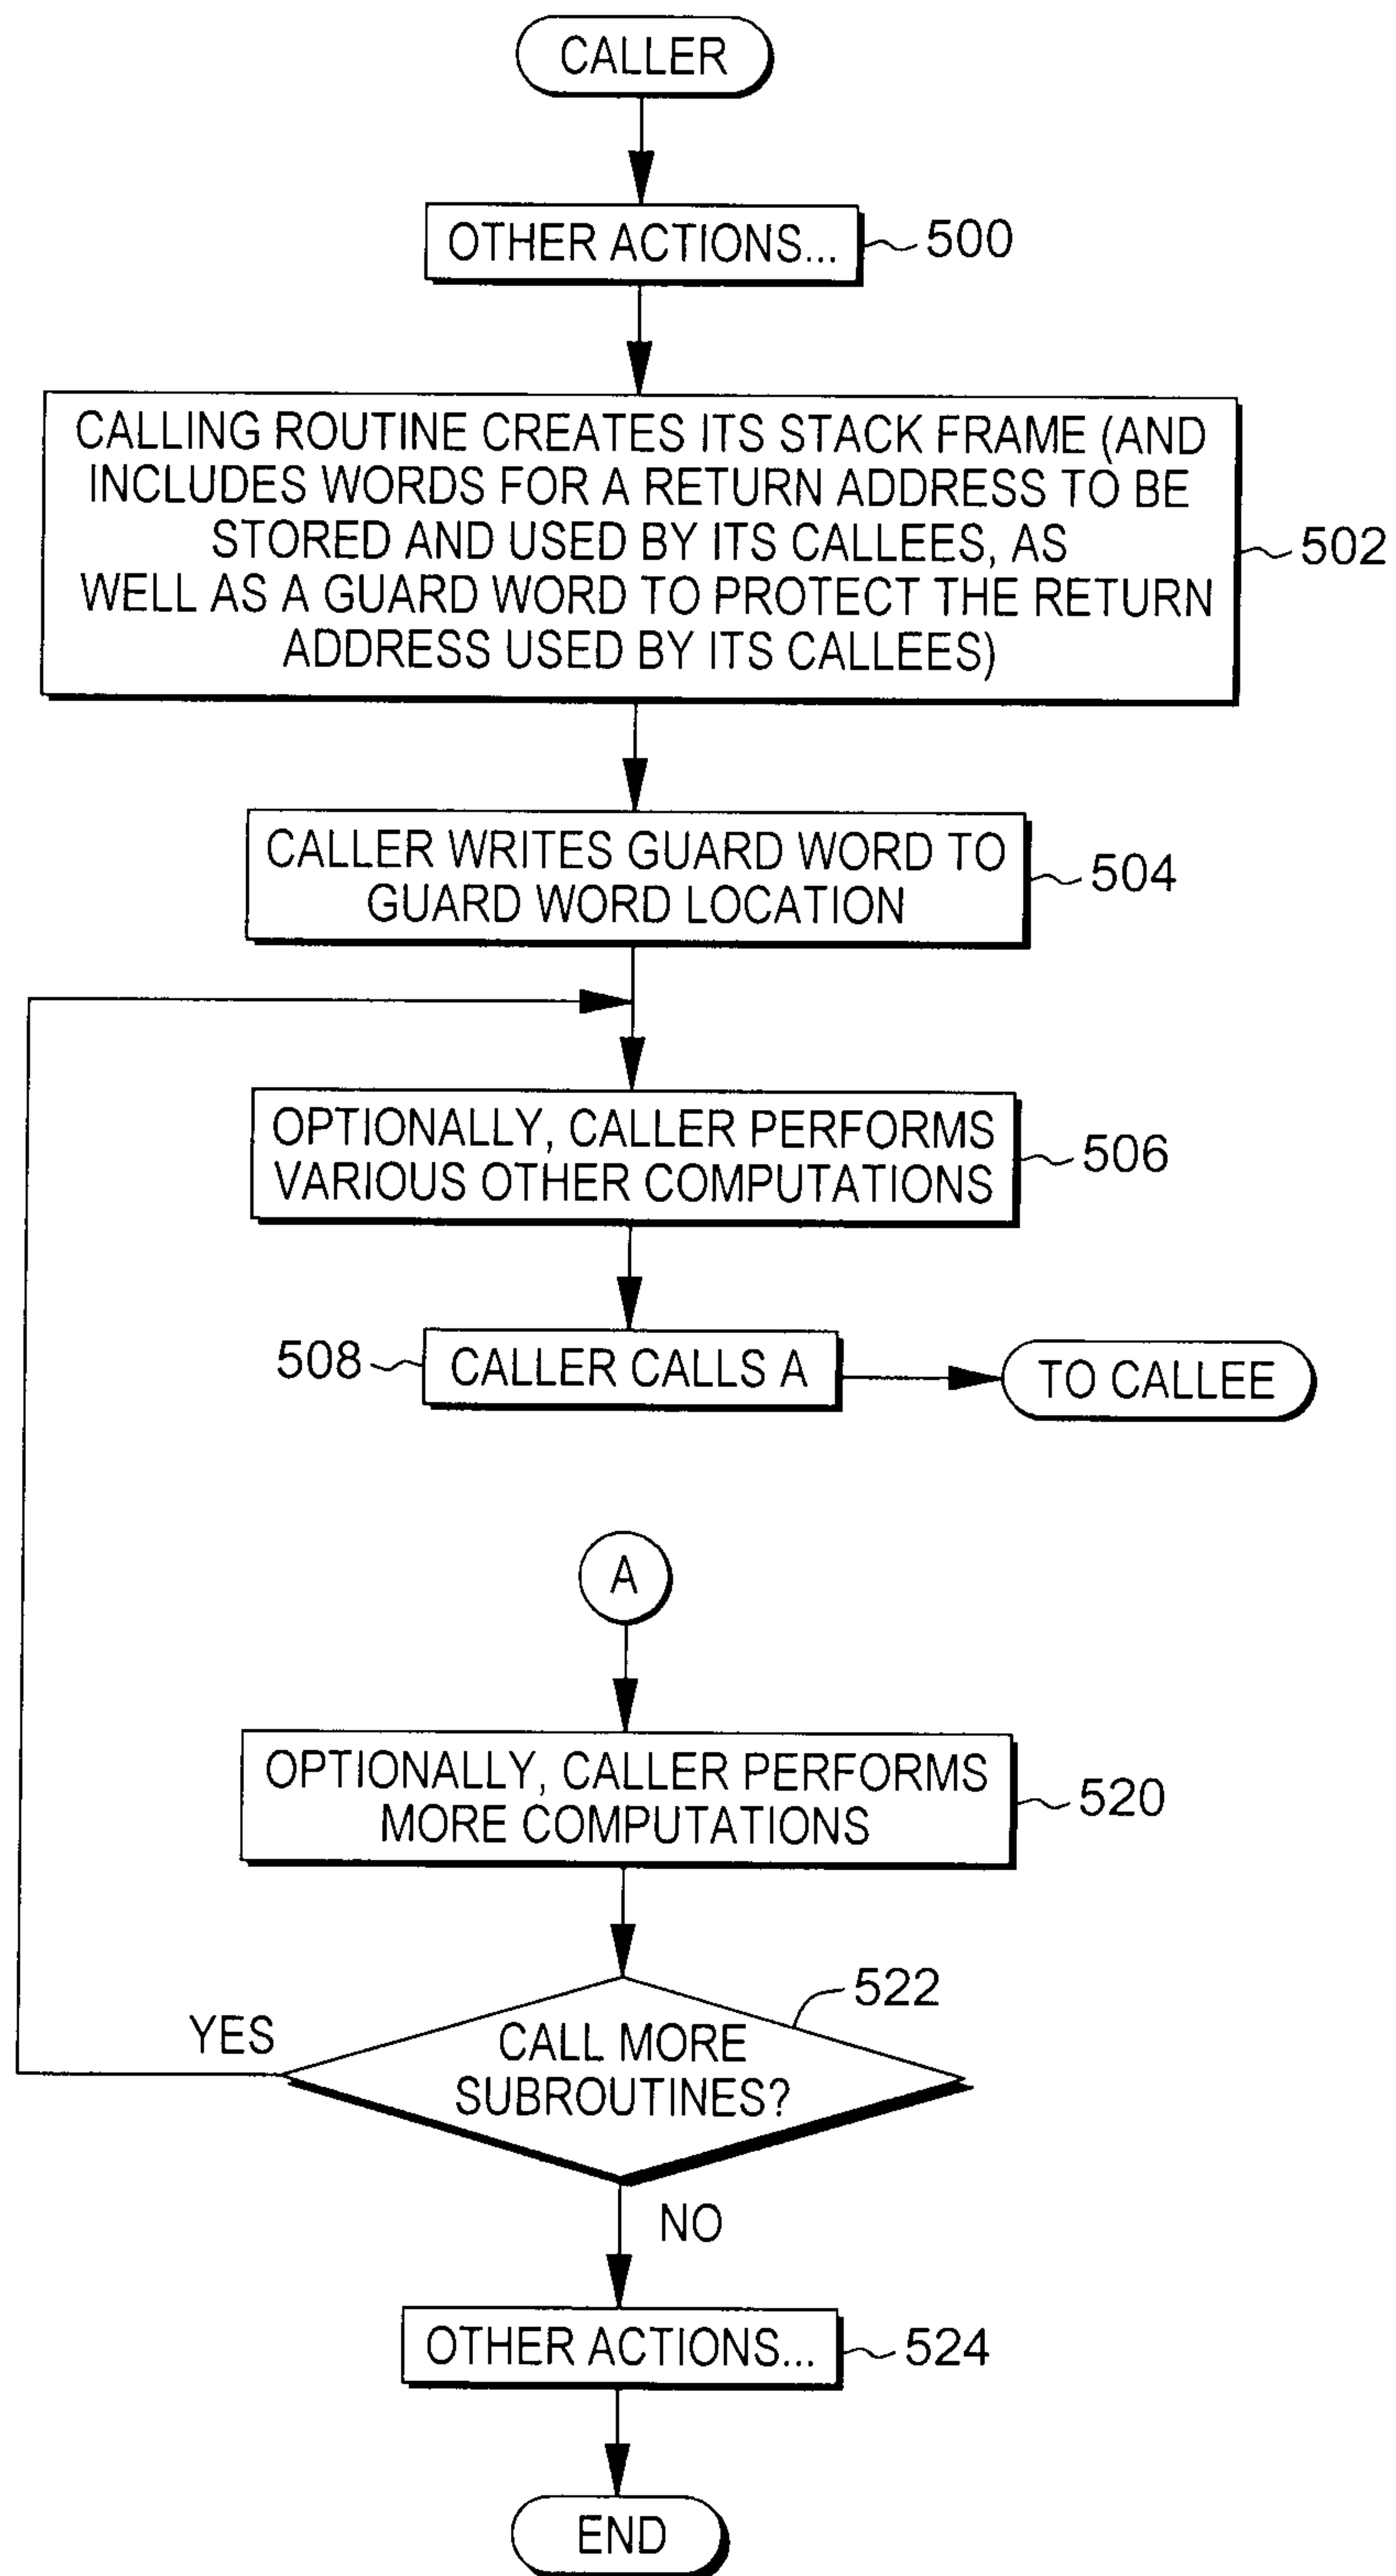 CALLER
OTHER ACTIONS...
500
CALLING ROUTINE CREATES ITS STACK FRAME (AND
INCLUDES WORDS FOR A RETURN ADDRESS TO BE
STORED AND USED BY ITS CALLEES, AS
WELL AS A GUARD WORD TO PROTECT THE RETURN
ADDRESS USED BY ITS CALLEES)
502
CALLER WRITES GUARD WORD TO
GUARD WORD LOCATION
504
OPTIONALLY, CALLER PERFORMS
VARIOUS OTHER COMPUTATIONS
506
508
CALLER CALLS A
TO CALLEE
A
OPTIONALLY, CALLER PERFORMS
MORE COMPUTATIONS
520
522
YES
CALL MORE
SUBROUTINES?
NO
OTHER ACTIONS...
524
END